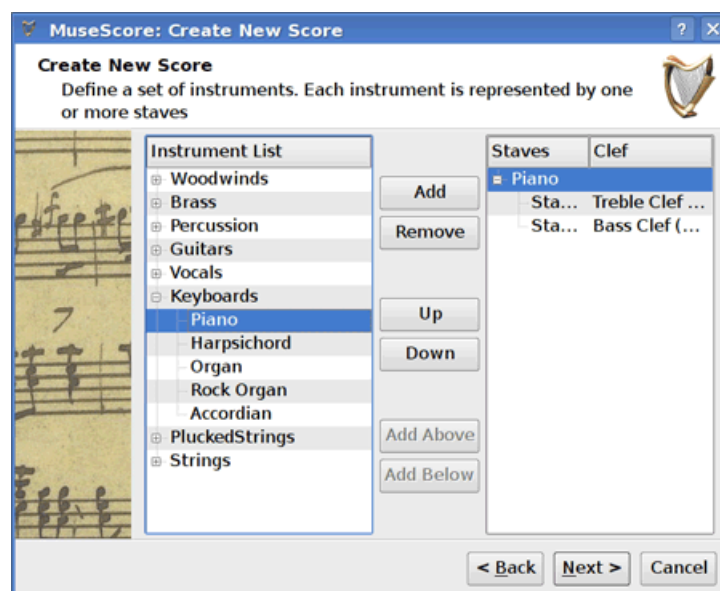 MuseScore: Create New Score
Create New Score
Define a set of instruments. Each instrument is represented by one
or more staves
Instrument List
Woodwinds
Brass
Percussion
Guitars
Vocals
Keyboards
Piano
Harpsichord
Organ
Rock Organ
Accordian
PluckedStrings
Strings
Add
Remove
Up
Down
Add Above
Add Below
Staves Clef
Piano
Sta... Treble Clef ...
Sta... Bass Clef (...
< Back Next > Cancel